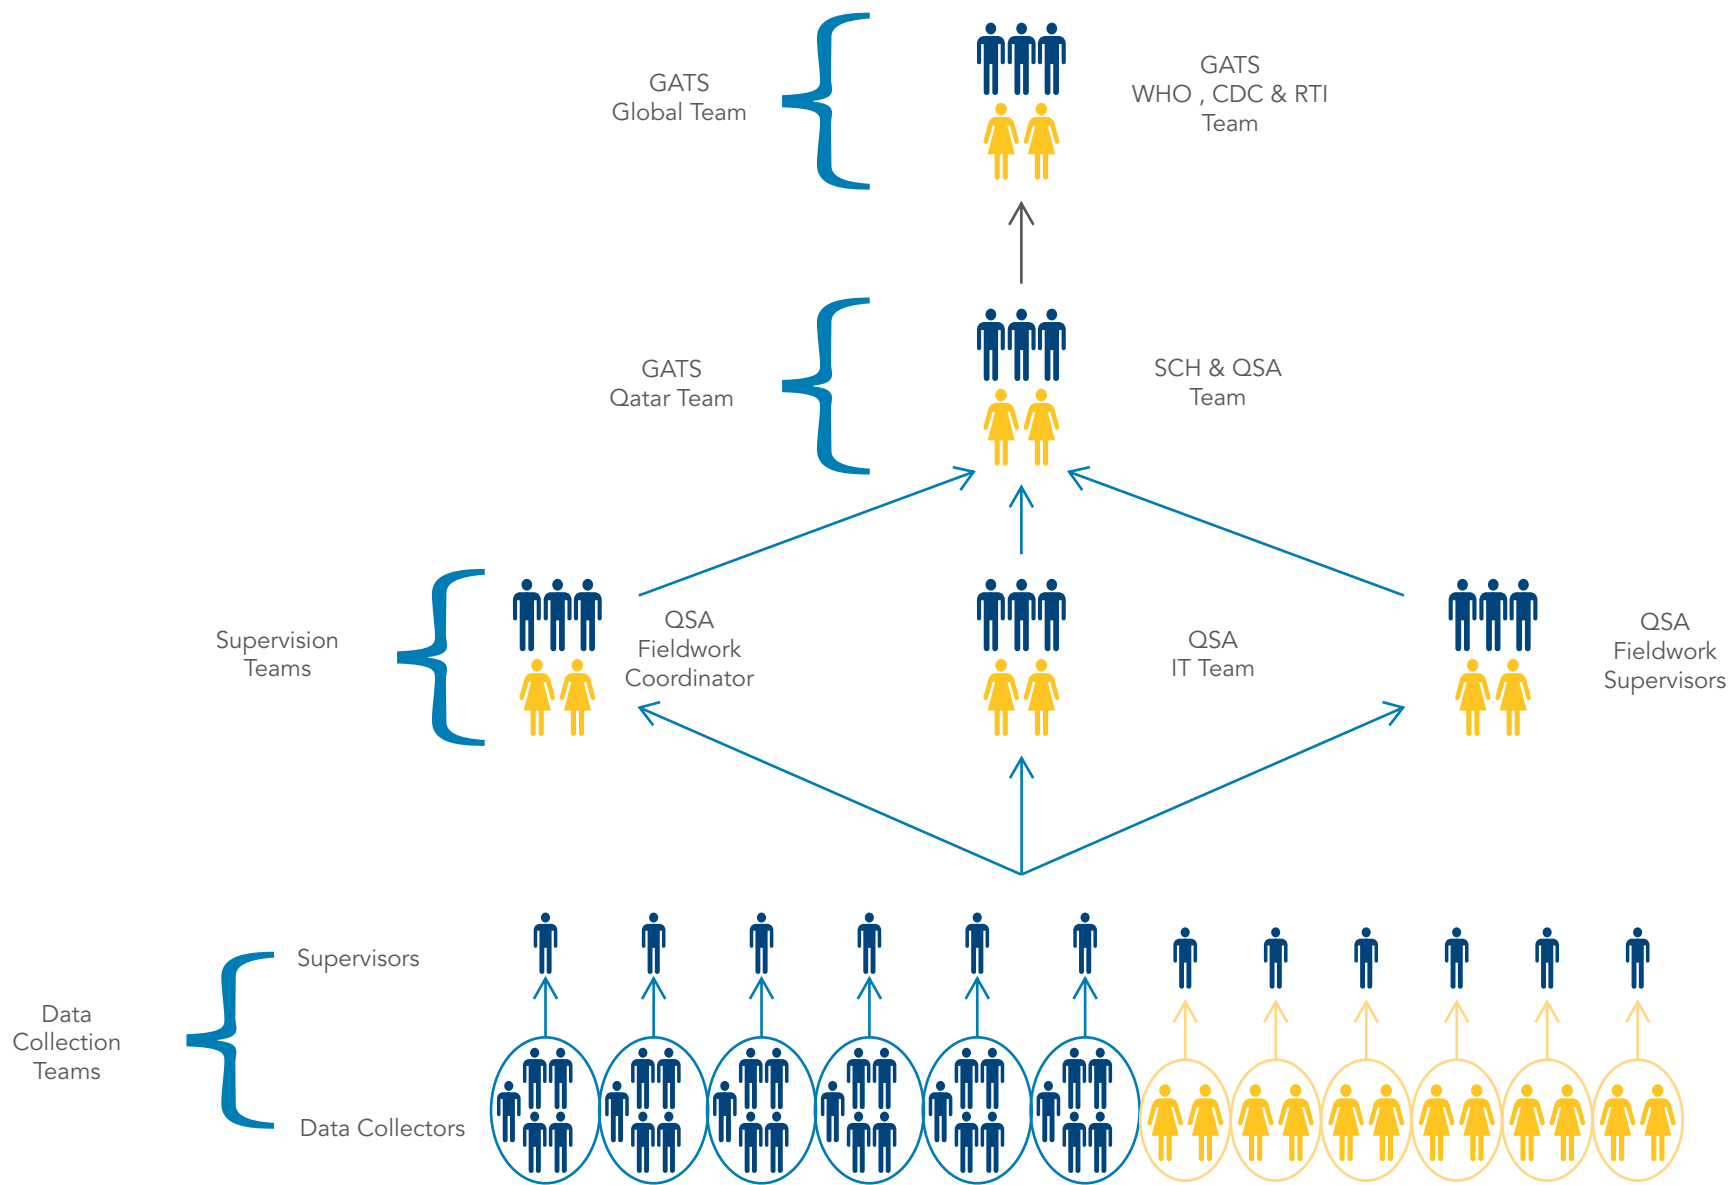 GATS
Global Team
GATS
WHO , CDC & RTI
Team
GATS
Qatar Team
SCH & QSA
Team
Supervision
Teams
QSA
Fieldwork
Coordinator
QSA
IT Team
QSA
Fieldwork
Supervisors
Supervisors
Data
Collection
Teams
Data Collectors